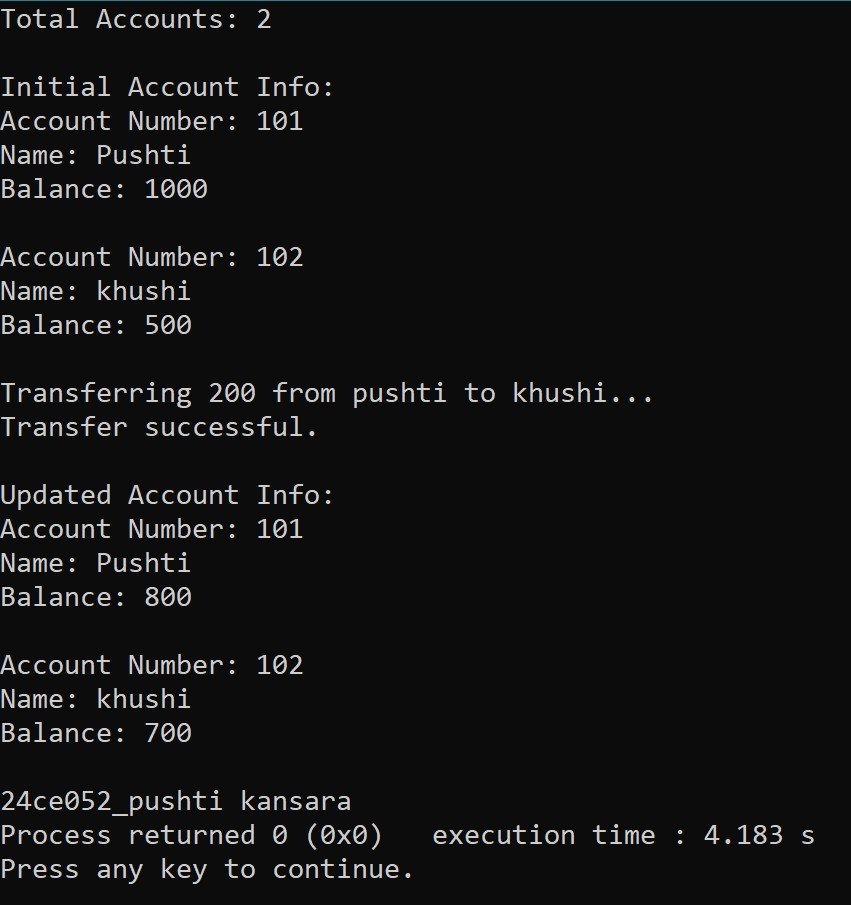 Total Accounts: 2
Initial Account Info:
Account Number: 101
Name: Pushti
Balance: 1000
Account Number: 102
Name: khushi
Balance: 500
Transferring 200 from pushti to khushi...
Transfer successful.
Updated Account Info:
Account Number: 101
Name: Pushti
Balance: 800
Account Number: 102
Name: khushi
Balance: 700
24ce052_pushti kansara
Process returned 0 (0x0)   execution time : 4.183 s
Press any key to continue.